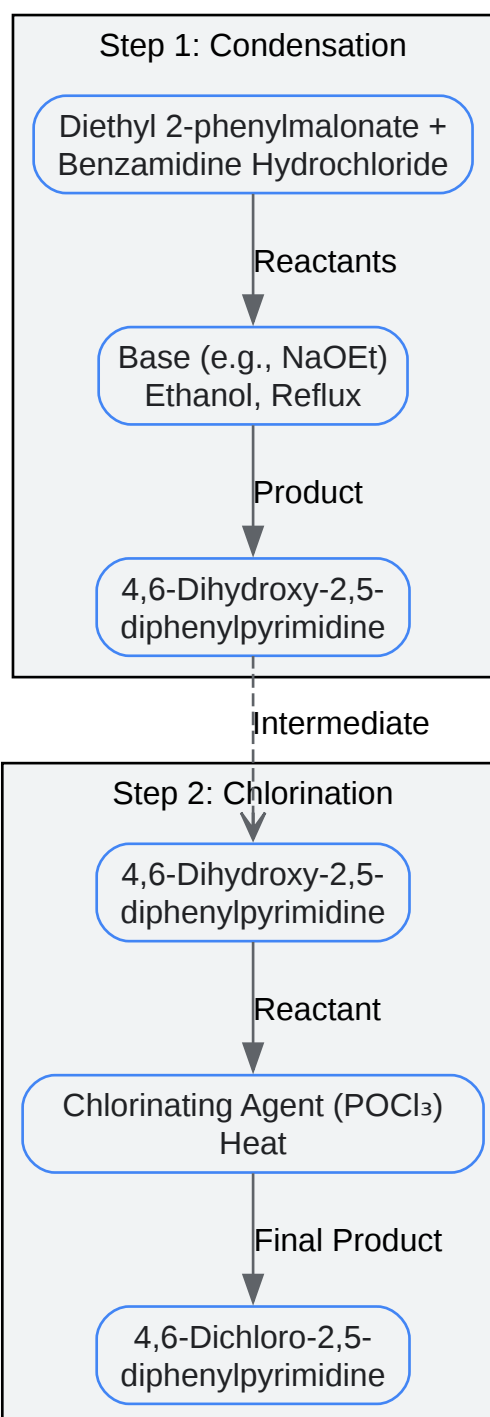 Step 1: Condensation
Diethyl 2-phenylmalonate +
Benzamidine Hydrochloride
Reactants
Base (e.g., NaOEt)
Ethanol, Reflux
Product
4,6-Dihydroxy-2,5-
diphenylpyrimidine
Intermediate
Step 2: Chlorination
4,6-Dihydroxy-2,5-
diphenylpyrimidine
Reactant
Chlorinating Agent (POCl₃)
Heat
Final Product
4,6-Dichloro-2,5-
diphenylpyrimidine